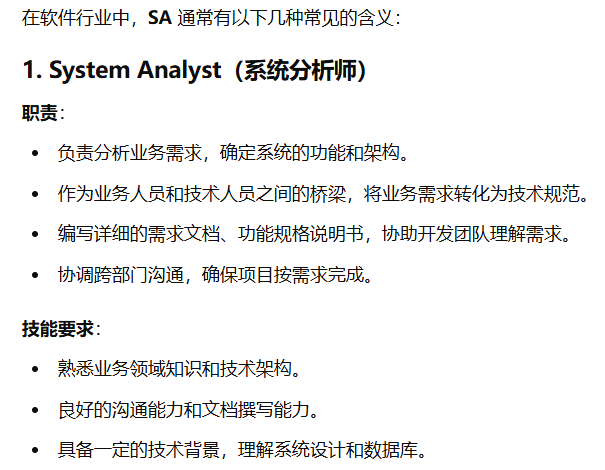 在软件行业中，SA 通常有以下几种常见的含义：
1. System Analyst（系统分析师）
职责：
• 负责分析业务需求，确定系统的功能和架构。
• 作为业务人员和技术人员之间的桥梁，将业务需求转化为技术规范。
• 编写详细的需求文档、功能规格说明书，协助开发团队理解需求。
• 协调跨部门沟通，确保项目按需求完成。
技能要求：
• 熟悉业务领域知识和技术架构。
• 良好的沟通能力和文档撰写能力。
• 具备一定的技术背景，理解系统设计和数据库。